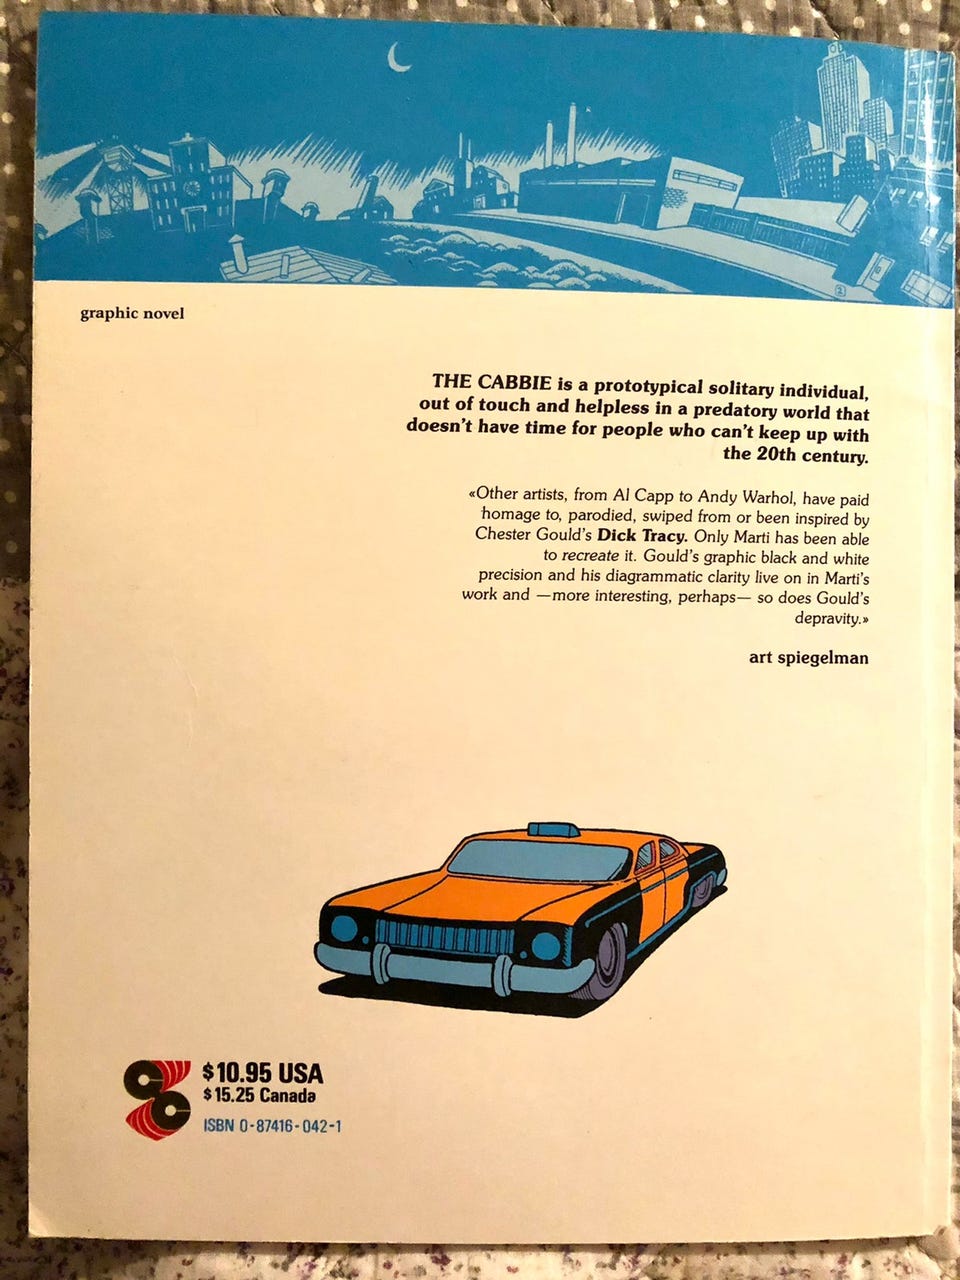 graphic novel
THE CABBIE is a prototypical solitary individual,
out of touch and helpless in a predatory world that
doesn't have time for people who can't keep up with
the 20th century.
«Other artists, from Al Capp to Andy Warhol, have paid
homage to, parodied, swiped from or been inspired by
Chester Gould's Dick Tracy. Only Marti has been able
to recreate it. Gould's graphic black and white
precision and his diagrammatic clarity live on in Marti's
work and —more interesting, perhaps— so does Gould's
depravity.»
art spiegelman
$10.95 USA
$15.25 Canada
ISBN 0-87416-042-1